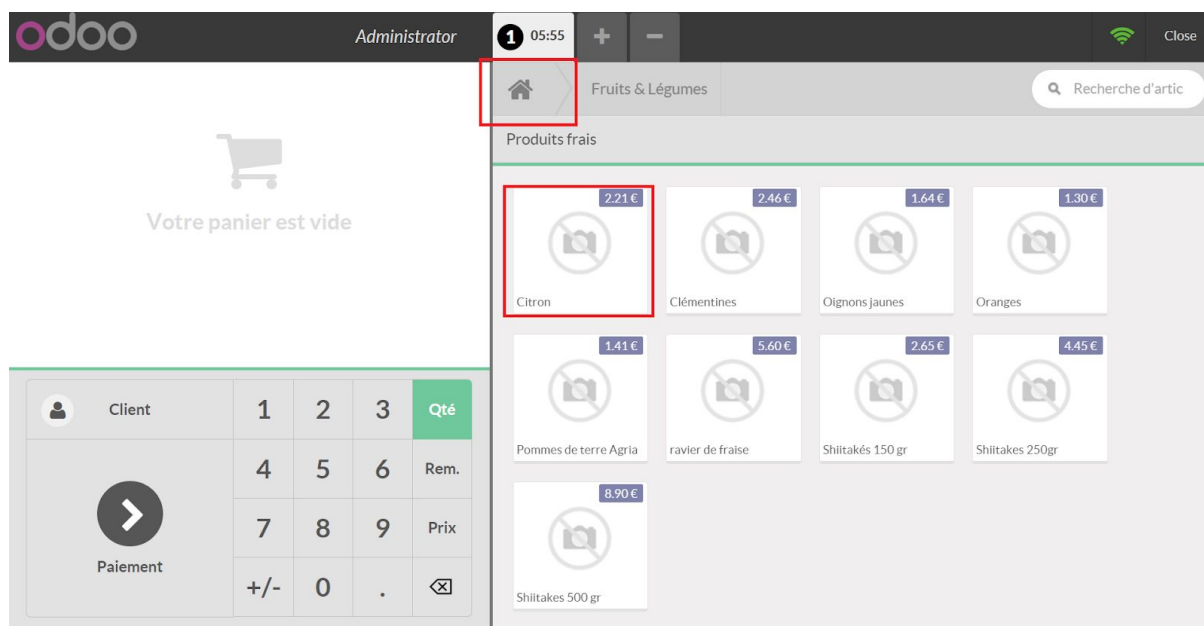 odoo Administrator 1 05:55 + − Close
Fruits & Légumes Recherche d'artic
Produits frais
Votre panier est vide
2.21 € 2.46 € 1.64 € 1.30 €
Citron Clémentines Oignons jaunes Oranges
1.41 € 5.60 € 2.65 € 4.45 €
Pommes de terre Agria ravier de fraise Shiitakés 150 gr Shiitakes 250gr
8.90 €
Shiitakes 500 gr
Client 1 2 3 Qté
4 5 6 Rem.
7 8 9 Prix
Paiement
+/- 0 .